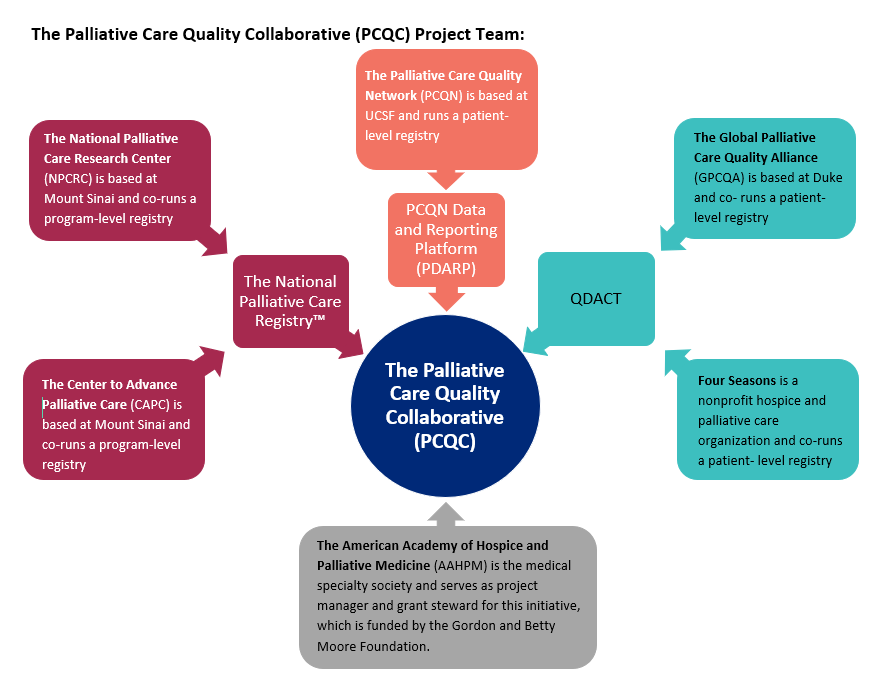 The Palliative Care Quality Collaborative (PCQC) Project Team:
The Palliative Care Quality
Network (PCQN) is based at
UCSF and runs a patient-
level registry
The National Palliative
Care Research Center
(NPCRC) is based at
Mount Sinai and co-runs a
program-level registry
The Global Palliative
Care Quality Alliance
(GPCQA) is based at Duke
and co- runs a patient-
level registry
PCQN Data
and Reporting
Platform
(PDARP)
The National
Palliative Care
Registry™
QDACT
The Palliative
Care Quality
Collaborative
(PCQC)
The Center to Advance
Palliative Care (CAPC) is
based at Mount Sinai and
co-runs a program-level
registry
Four Seasons is a
nonprofit hospice and
palliative care
organization and co-runs
a patient- level registry
The American Academy of Hospice and
Palliative Medicine (AAHPM) is the medical
specialty society and serves as project
manager and grant steward for this initiative,
which is funded by the Gordon and Betty
Moore Foundation.